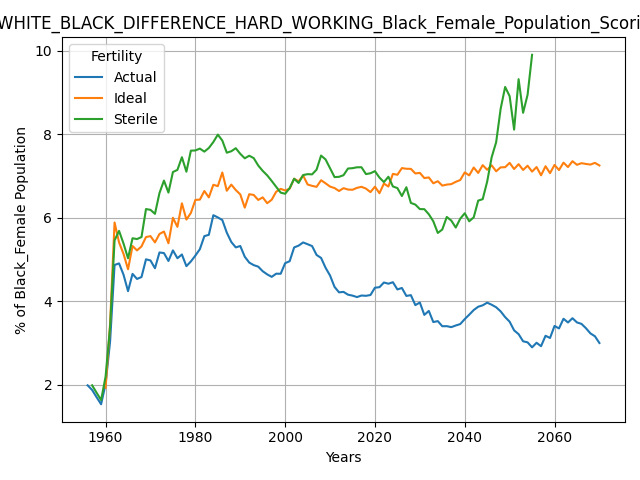 WHITE_BLACK_DIFFERENCE_HARD_WORKING_Black_Female_Population_Scori
Fertility
Actual
Ideal
Sterile
10
8
6
4
2
% of Black_Female Population
1960
1980
2000
2020
2040
2060
Years